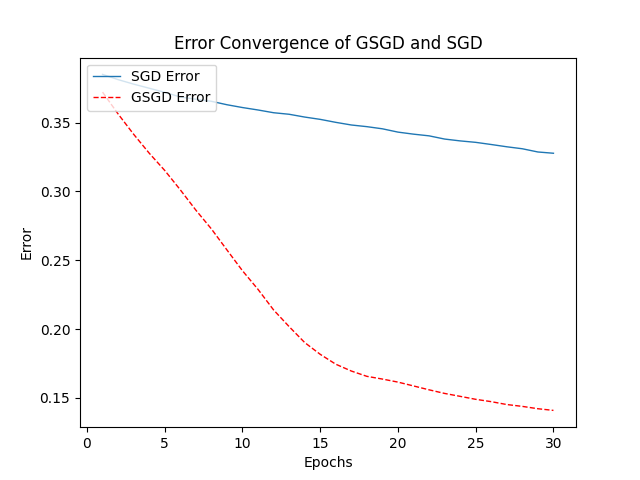 Error Convergence of GSGD and SGD
SGD Error
GSGD Error
0.35
0.30
0.25
0.20
0.15
Error
0 5 10 15 20 25 30
Epochs